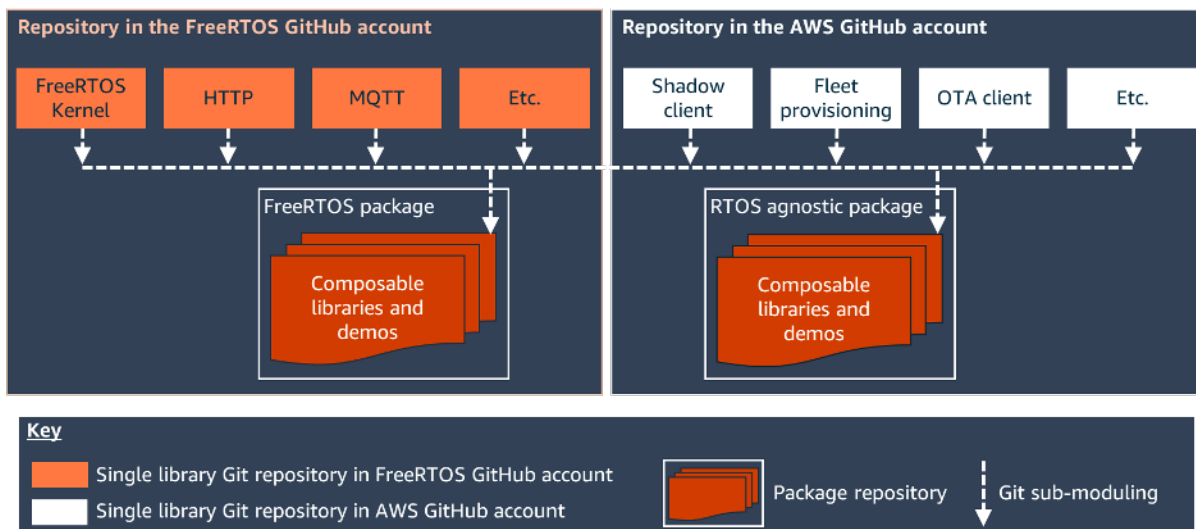 Repository in the FreeRTOS GitHub account
Repository in the AWS GitHub account
FreeRTOS
Kernel
HTTP
MQTT
Etc.
Shadow
client
Fleet
provisioning
OTA client
Etc.
FreeRTOS package
Composable
libraries and
demos
RTOS agnostic package
Composable
libraries and
demos
Key
Single library Git repository in FreeRTOS GitHub account
Single library Git repository in AWS GitHub account
Package repository
Git sub-moduling